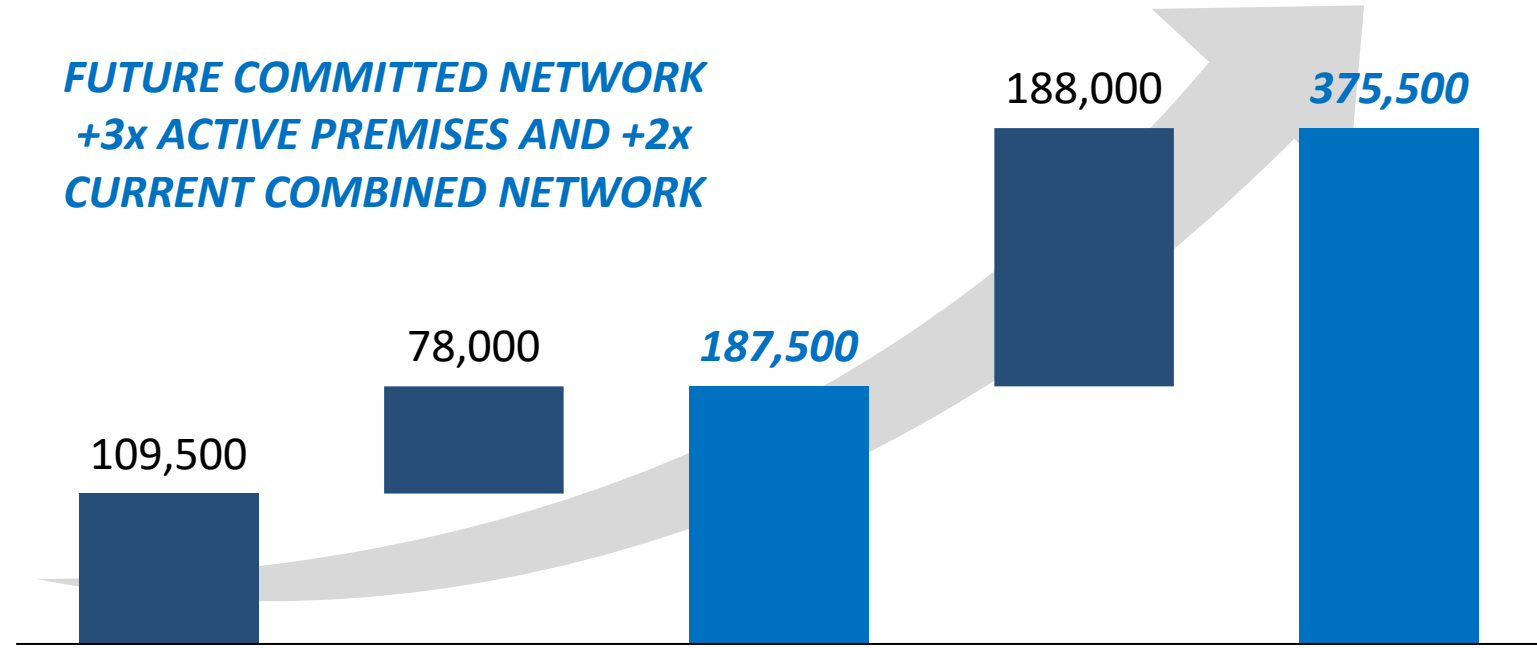 FUTURE COMMITTED NETWORK
+3x ACTIVE PREMISES AND +2x
CURRENT COMBINED NETWORK
109,500
78,000
187,500
188,000
375,500